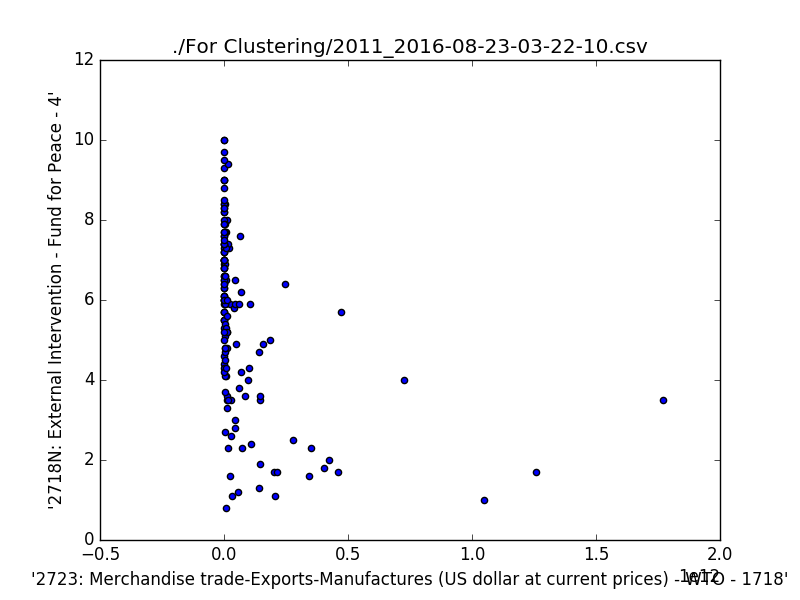 ./For Clustering/2011_2016-08-23-03-22-10.csv
12
10
8
6
4
2
0
'2718N: External Intervention - Fund for Peace - 4'
−0.5 0.0 0.5 1.0 1.5 2.0
1e12
'2723: Merchandise trade-Exports-Manufactures (US dollar at current prices) - WTO - 1718'